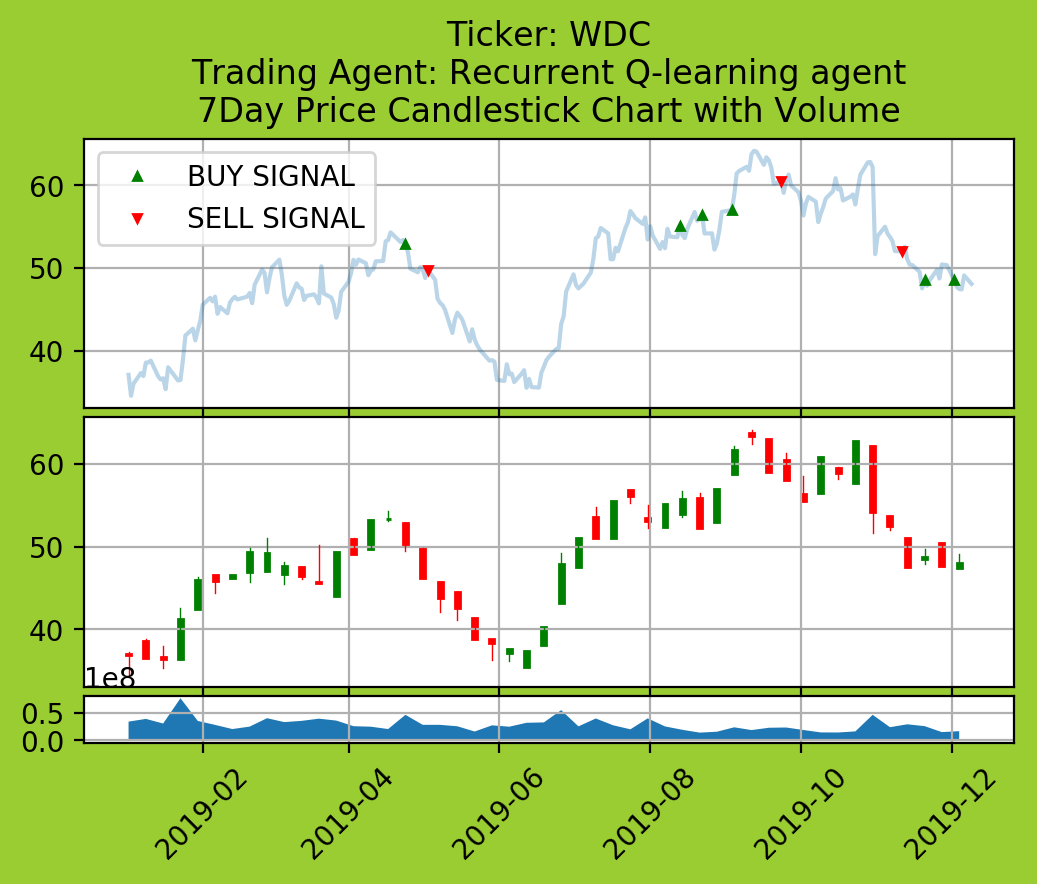 Ticker: WDC
Trading Agent: Recurrent Q-learning agent
7Day Price Candlestick Chart with Volume
BUY SIGNAL
SELL SIGNAL
60
50
40
60
50
40
1e8
0.5
0.0
2019-02
2019-04
2019-06
2019-08
2019-10
2019-12